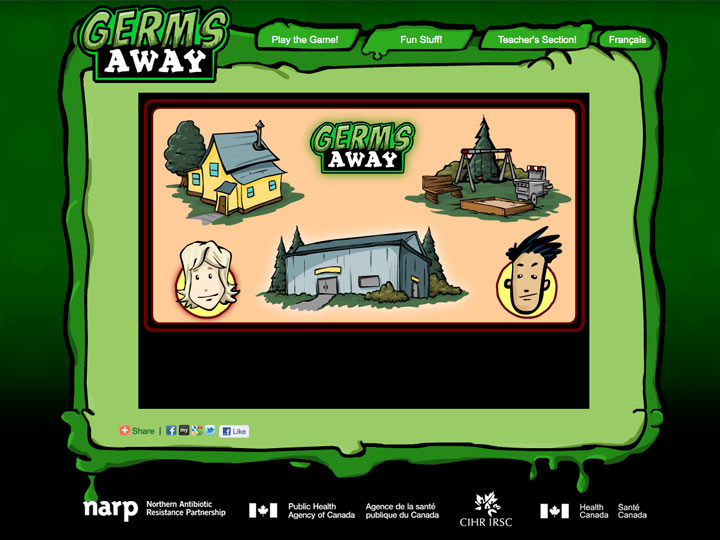 GERMS
AWAY
Play the Game!
Fun Stuff!
Teacher's Section!
Français
GERMS
AWAY
Share |
my
Like
narp
Northern Antibiotic
Resistance Partnership
Public Health
Agency of Canada
Agence de la santé
publique du Canada
CIHR IRSC
Health
Canada
Santé
Canada